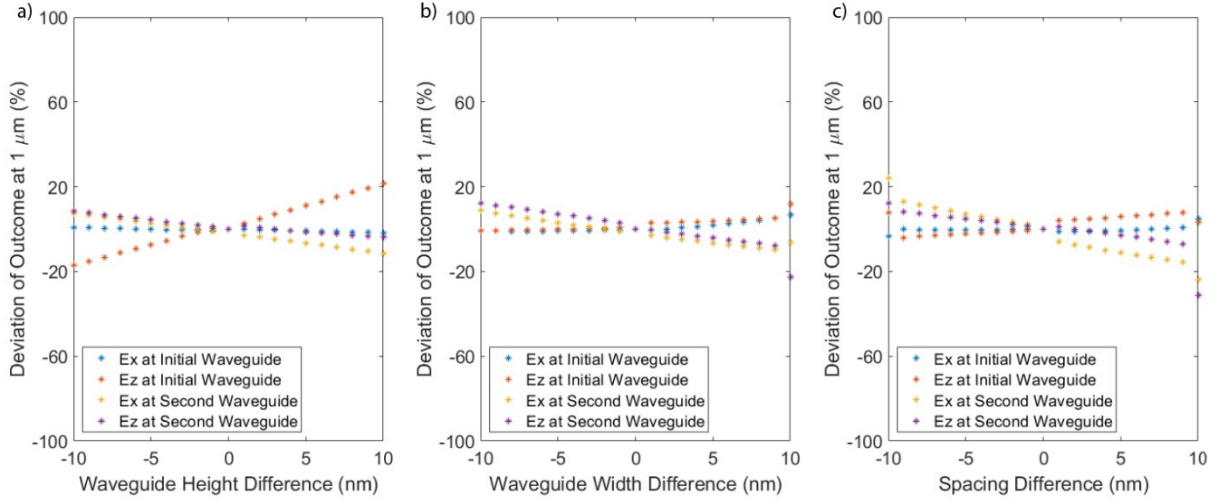 a)
100
60
20
-20
-60
-100
Deviation of Outcome at 1 μm (%)
Ex at Initial Waveguide
Ez at Initial Waveguide
Ex at Second Waveguide
Ez at Second Waveguide
-10 -5 0 5 10
Waveguide Height Difference (nm)
b)
100
60
20
-20
-60
-100
Deviation of Outcome at 1 μm (%)
Ex at Initial Waveguide
Ez at Initial Waveguide
Ex at Second Waveguide
Ez at Second Waveguide
-10 -5 0 5 10
Waveguide Width Difference (nm)
c)
100
60
20
-20
-60
-100
Deviation of Outcome at 1 μm (%)
Ex at Initial Waveguide
Ez at Initial Waveguide
Ex at Second Waveguide
Ez at Second Waveguide
-10 -5 0 5 10
Spacing Difference (nm)